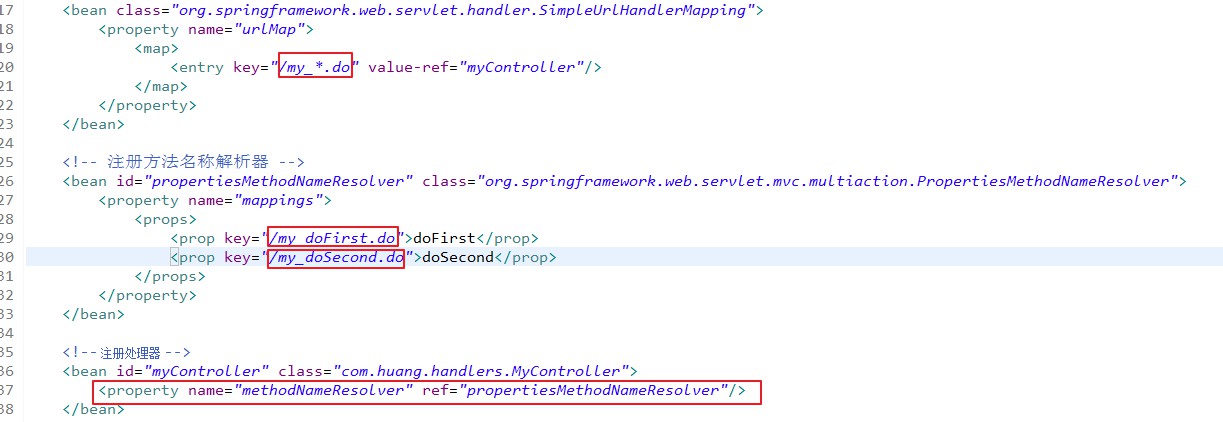 17 <bean class="org.springframework.web.servlet.handler.SimpleUrlHandlerMapping">
18 <property name="urlMap">
19 <map>
20 <entry key="/my_*.do" value-ref="myController"/>
21 </map>
22 </property>
23 </bean>
24
25 <!-- 注册方法名称解析器 -->
26 <bean id="propertiesMethodNameResolver" class="org.springframework.web.servlet.mvc.multiaction.PropertiesMethodNameResolver">
27 <property name="mappings">
28 <props>
29 <prop key="/my_doFirst.do">doFirst</prop>
30 <prop key="/my_doSecond.do">doSecond</prop>
31 </props>
32 </property>
33 </bean>
34
35 <!-- 注册处理器 -->
36 <bean id="myController" class="com.huang.handlers.MyController">
37 <property name="methodNameResolver" ref="propertiesMethodNameResolver"/>
38 </bean>